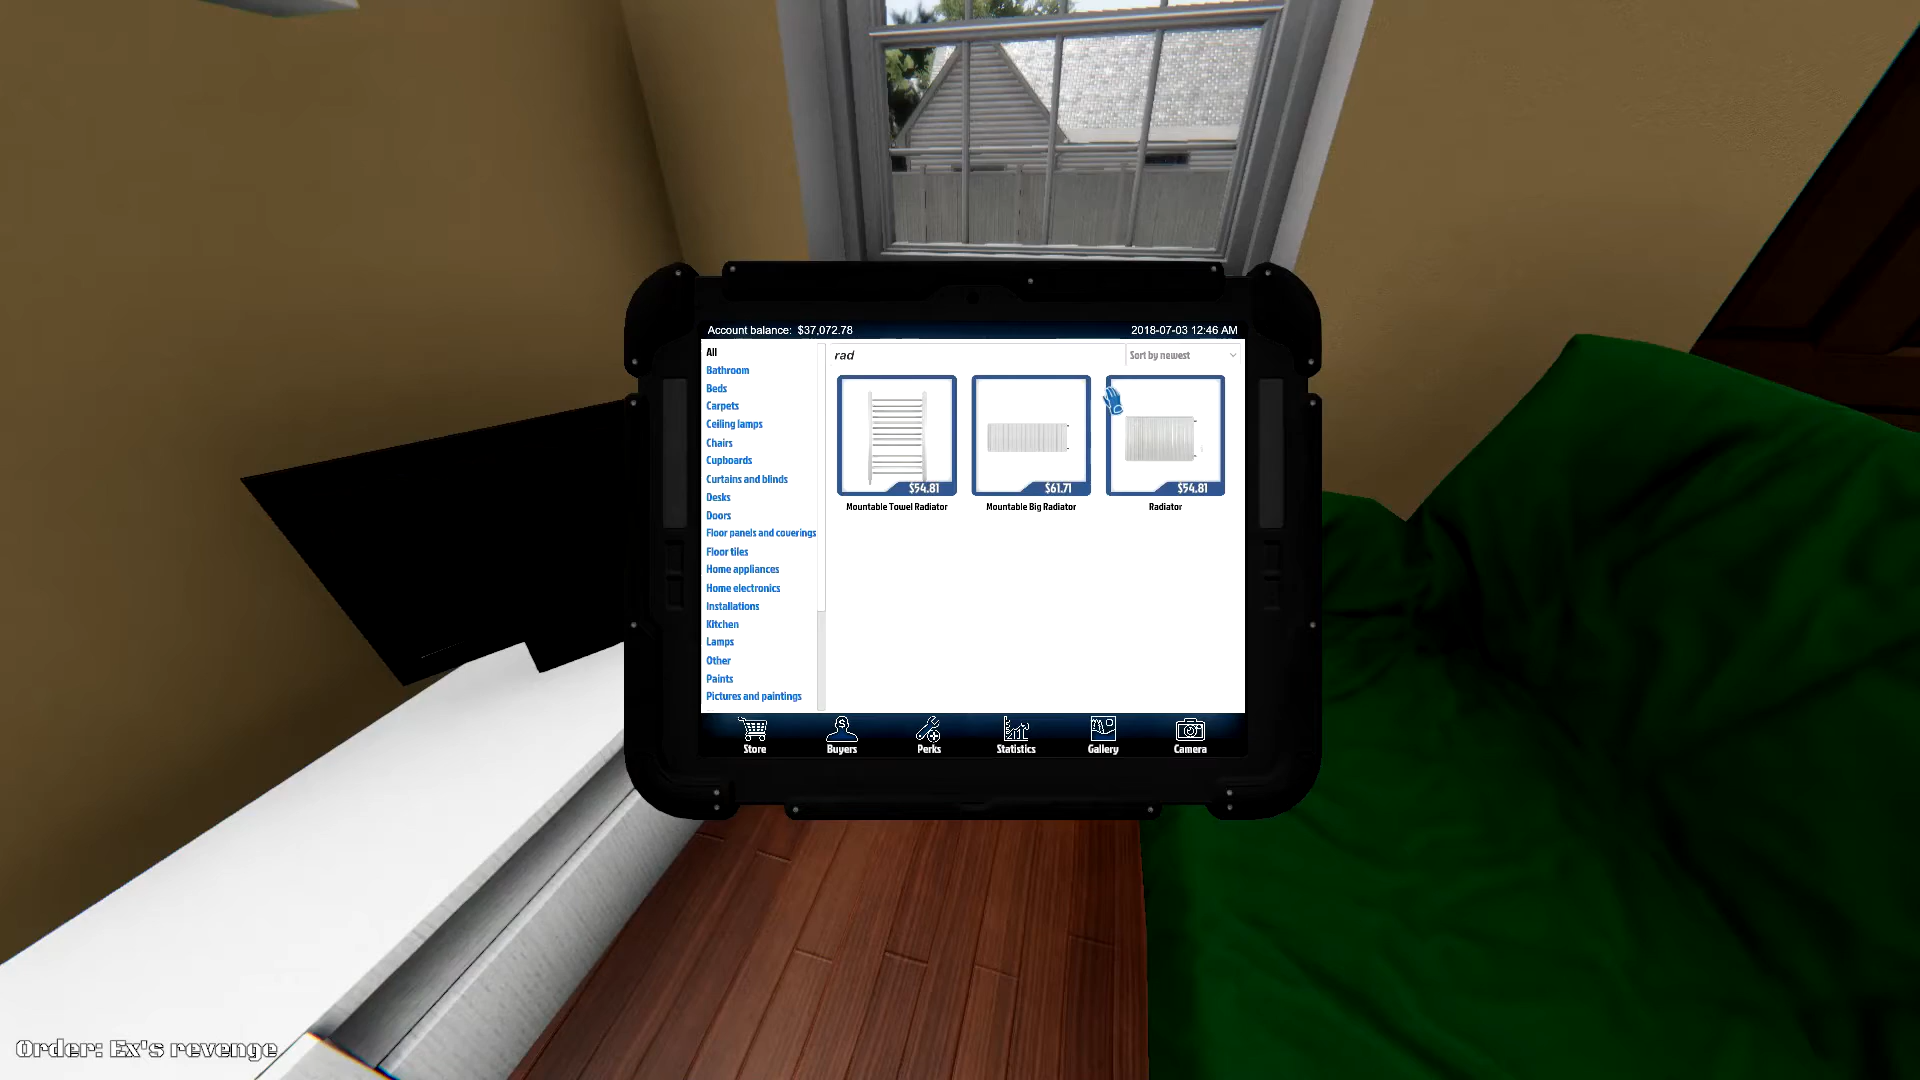 Account balance: $37,072.78
2018-07-03 12:46 AM
All
Bathroom
Beds
Carpets
Ceiling lamps
Chairs
Cupboards
Curtains and blinds
Desks
Doors
Floor panels and coverings
Floor tiles
Home appliances
Home electronics
Installations
Kitchen
Lamps
Other
Paints
Pictures and paintings
rad
Sort by newest
$54.81
$61.71
$54.81
Mountable Towel Radiator
Mountable Big Radiator
Radiator
Store
Buyers
Perks
Statistics
Gallery
Camera
Order: Ex's revenge